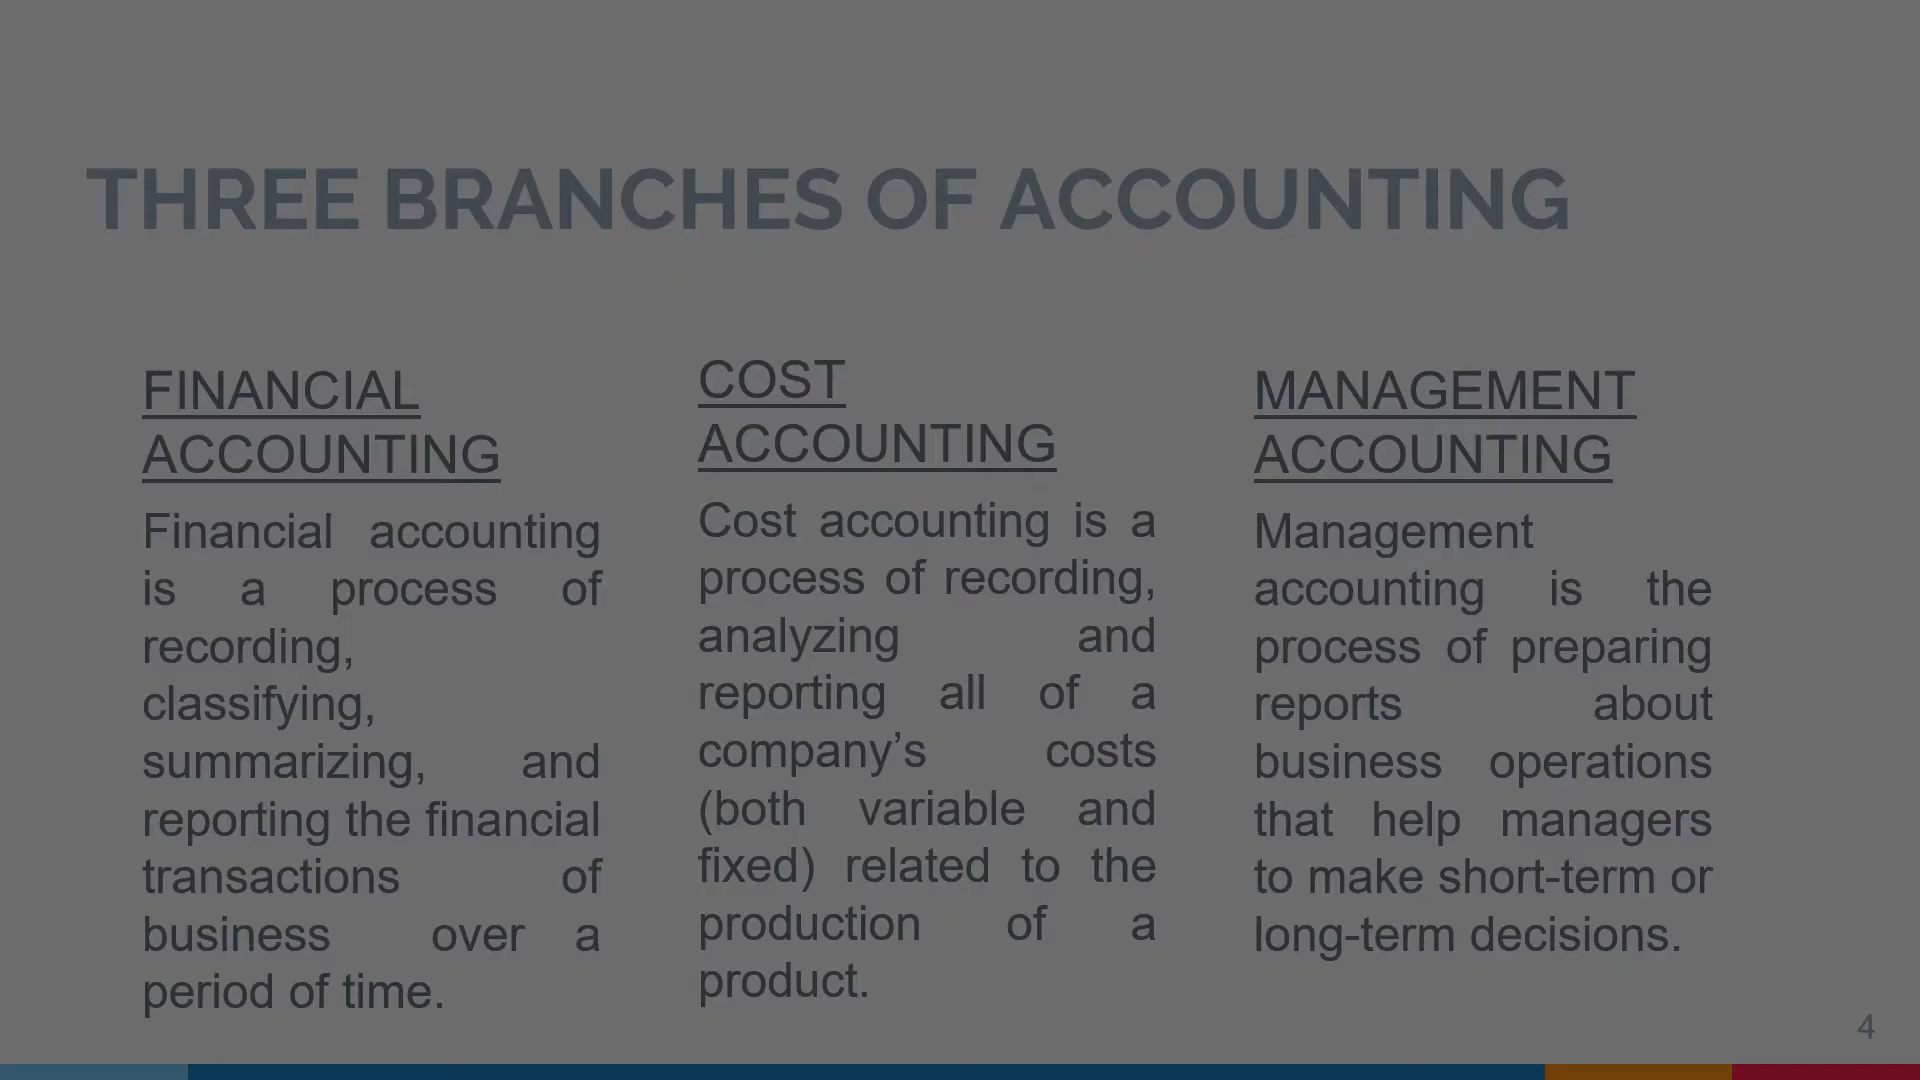 THREE BRANCHES OF ACCOUNTING
FINANCIAL
ACCOUNTING
Financial accounting
is a process of
recording,
classifying,
summarizing, and
reporting the financial
transactions of
business over a
period of time.
COST
ACCOUNTING
Cost accounting is a
process of recording,
analyzing and
reporting all of a
company’s costs
(both variable and
fixed) related to the
production of a
product.
MANAGEMENT
ACCOUNTING
Management
accounting is the
process of preparing
reports about
business operations
that help managers
to make short-term or
long-term decisions.
4